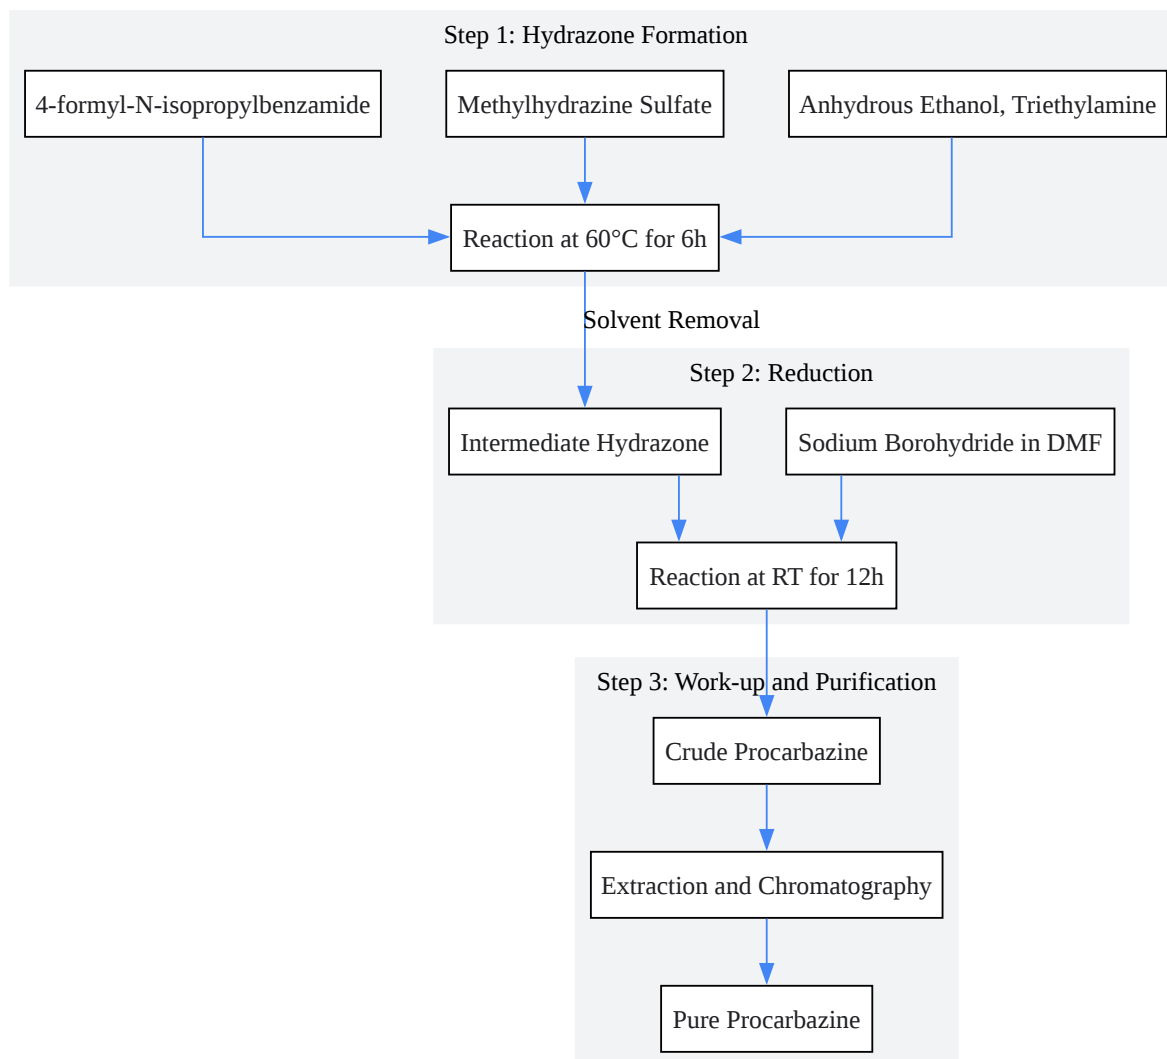 Step 1: Hydrazone Formation
4-formyl-N-isopropylbenzamide
Methylhydrazine Sulfate
Anhydrous Ethanol, Triethylamine
Reaction at 60°C for 6h
Solvent Removal
Step 2: Reduction
Intermediate Hydrazone
Sodium Borohydride in DMF
Reaction at RT for 12h
Step 3: Work-up and Purification
Crude Procarbazine
Extraction and Chromatography
Pure Procarbazine